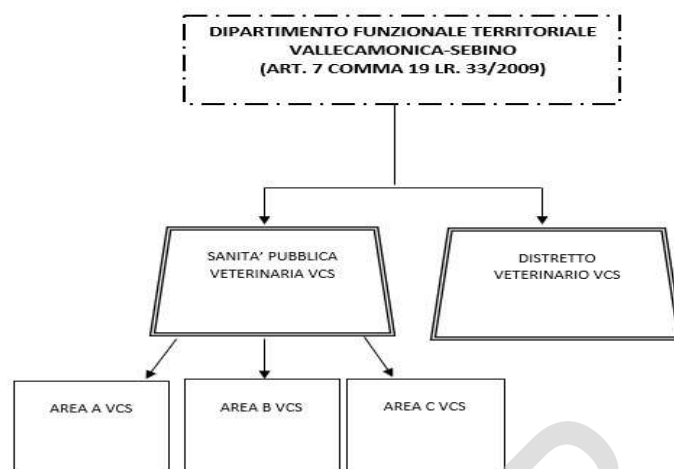 DIPARTIMENTO FUNZIONALE TERRITORIALE
VALLECAMONICA-SEBINO
(ART. 7 COMMA 19 LR. 33/2009)
SANITA’ PUBBLICA
VETERINARIA VCS
DISTRETTO
VETERINARIO VCS
AREA A VCS
AREA B VCS
AREA C VCS